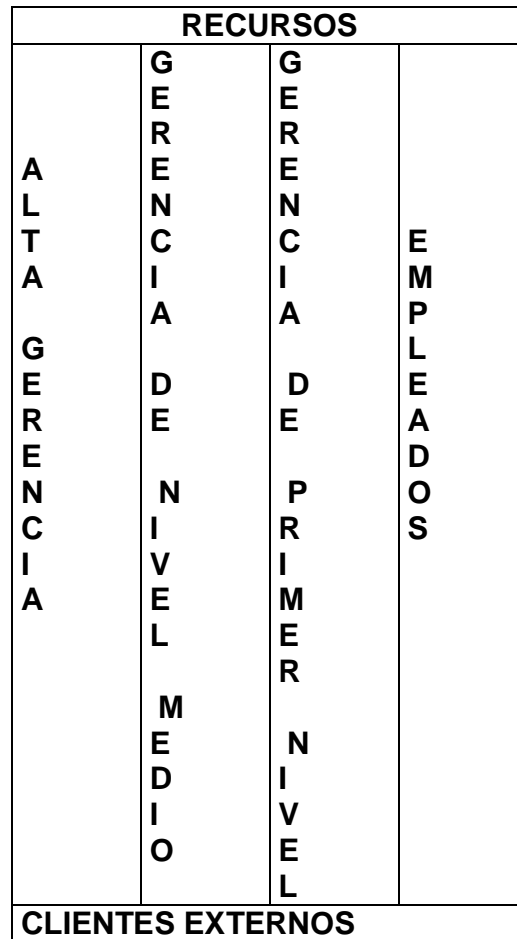 RECURSOS
ALTA GERENCIA
GERENCIA DE NIVEL MEDIO
GERENCIA DE PRIMER NIVEL
EMPLEADOS
CLIENTES EXTERNOS